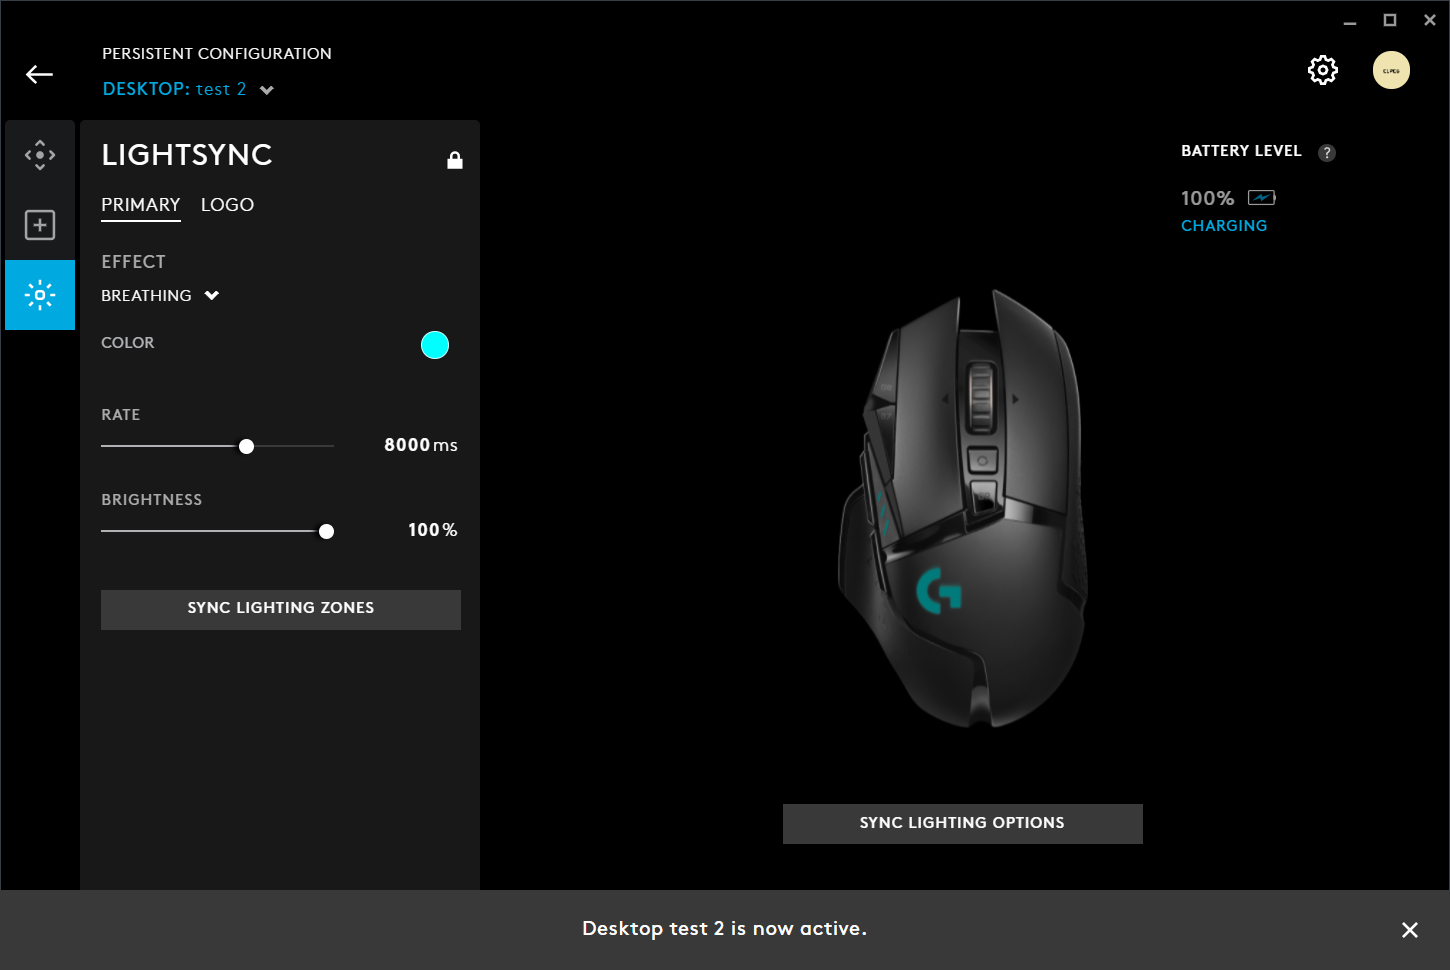 PERSISTENT CONFIGURATION
DESKTOP: test 2
LIGHTSYNC
PRIMARY LOGO
EFFECT
BREATHING
COLOR
RATE
8000 ms
BRIGHTNESS
100 %
SYNC LIGHTING ZONES
BATTERY LEVEL ?
100%
CHARGING
SYNC LIGHTING OPTIONS
Desktop test 2 is now active.